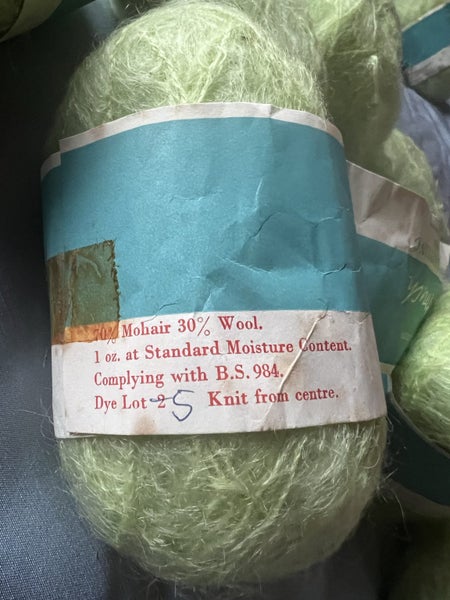 70% Mohair 30% Wool.
1 oz. at Standard Moisture Content.
Complying with B.S. 984.
Dye Lot 2 5 Knit from centre.